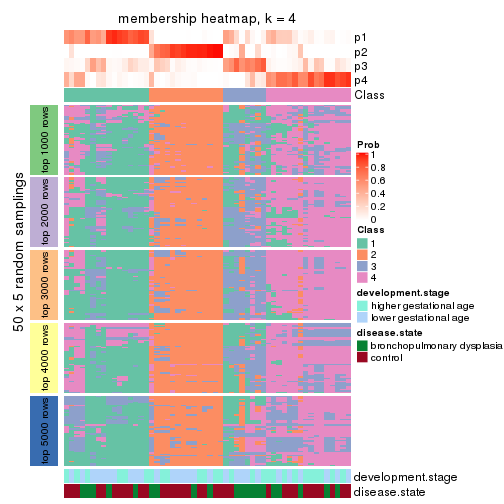 membership heatmap, k = 4
p1
p2
p3
p4
Class
50 x 5 random samplings
top 1000 rows
top 2000 rows
top 3000 rows
top 4000 rows
top 5000 rows
Prob
1
0.8
0.6
0.4
0.2
0
Class
1
2
3
4
development.stage
higher gestational age
lower gestational age
disease.state
bronchopulmonary dysplasia
control
development.stage
disease.state